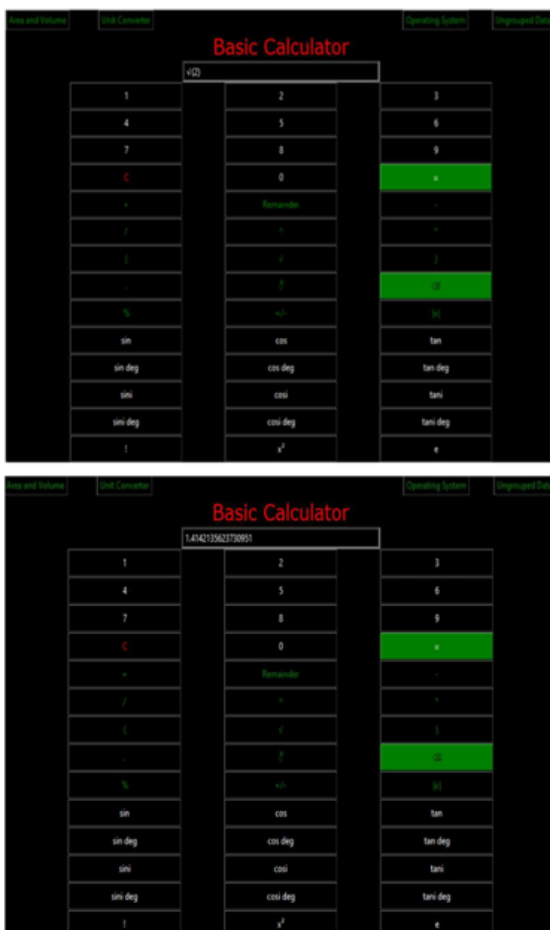 Area and Volume Unit Converter Operating System Ungrouped Data
Basic Calculator
√(2)
1 2 3
4 5 6
7 8 9
C 0 =
+ Remainder -
/ ^ *
( √ )
. ∛ ⌫
% +/- |x|
sin cos tan
sin deg cos deg tan deg
sini cosi tani
sini deg cosi deg tani deg
! e
Area and Volume Unit Converter Operating System Ungrouped Data
Basic Calculator
1.4142135623730951
1 2 3
4 5 6
7 8 9
C 0 =
+ Remainder -
/ ^ *
( √ )
. ∛ ⌫
% +/- |x|
sin cos tan
sin deg cos deg tan deg
sini cosi tani
sini deg cosi deg tani deg
! e